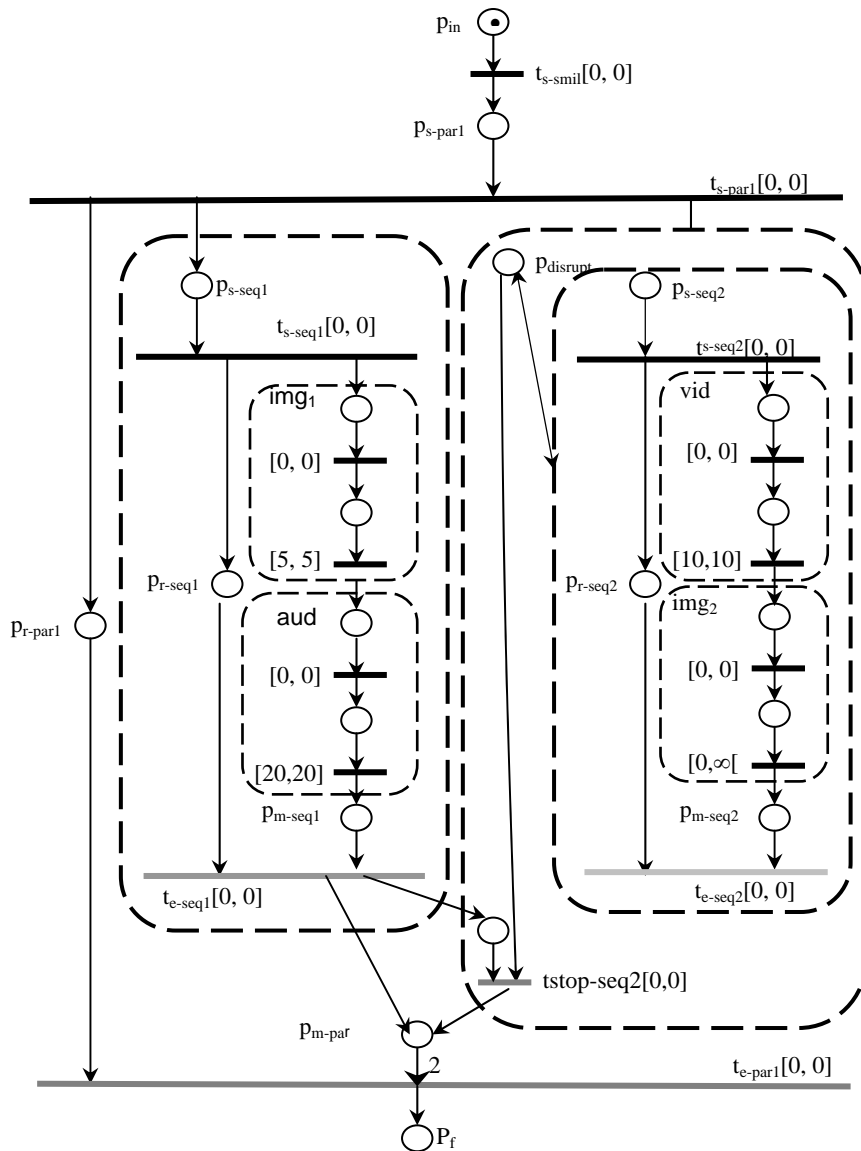 p_in
t_s-smil[0, 0]
p_s-par1
t_s-par1[0, 0]
p_disrupt
p_s-seq1
p_s-seq2
t_s-seq1[0, 0]
t^s-seq2[0, 0]
img₁
vid
[0, 0]
[0, 0]
[5, 5]
[10,10]
p_r-seq1
p_r-seq2
aud
img₂
p_r-par1
[0, 0]
[0, 0]
[20,20]
[0,∞[
p_m-seq1
p_m-seq2
t_e-seq1[0, 0]
t_e-seq2[0, 0]
tstop-seq2[0,0]
p_m-par
2
t_e-par1[0, 0]
P_f